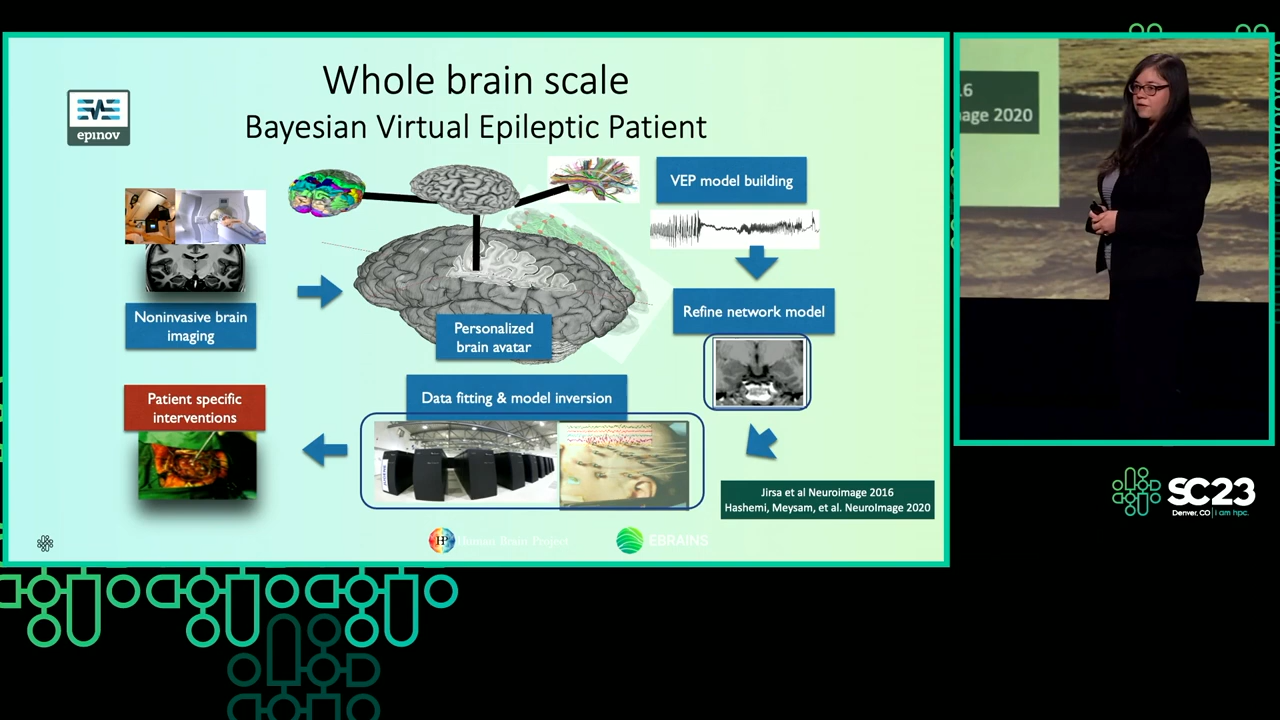 Whole brain scale
Bayesian Virtual Epileptic Patient
epinov
VEP model building
Noninvasive brain
imaging
Personalized
brain avatar
Refine network model
Patient specific
interventions
Data fitting & model inversion
Jirsa et al Neuroimage 2016
Hashemi, Meysam, et al. NeuroImage 2020
Human Brain Project
EBRAINS
16
age 2020
SC23
Denver, CO | i am hpc.